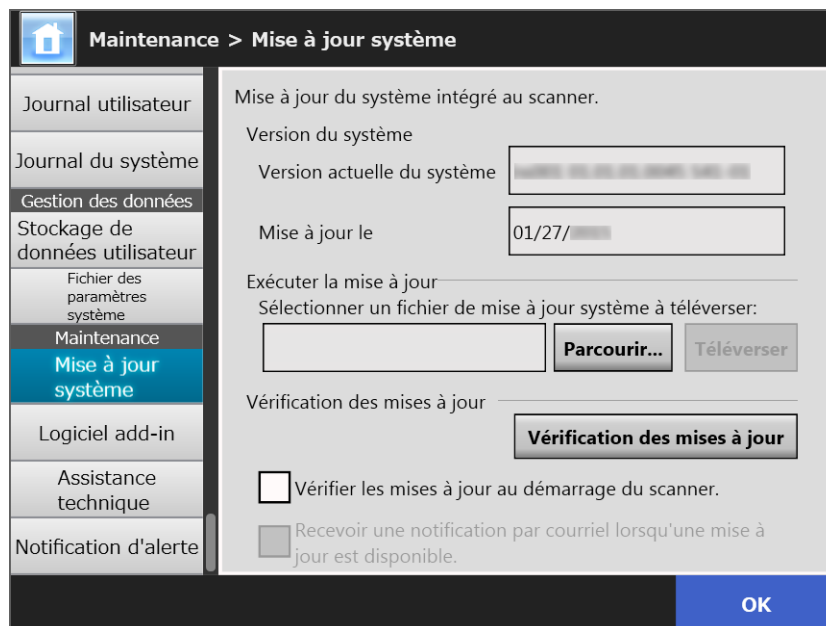 Maintenance > Mise à jour système
Journal utilisateur
Journal du système
Gestion des données
Stockage de
données utilisateur
Fichier des
paramètres
système
Maintenance
Mise à jour
système
Logiciel add-in
Assistance
technique
Notification d'alerte
Mise à jour du système intégré au scanner.
Version du système
Version actuelle du système
Mise à jour le
01/27/
Exécuter la mise à jour
Sélectionner un fichier de mise à jour système à téléverser:
Parcourir... Téléverser
Vérification des mises à jour
Vérification des mises à jour
Vérifier les mises à jour au démarrage du scanner.
Recevoir une notification par courriel lorsqu'une mise à
jour est disponible.
OK